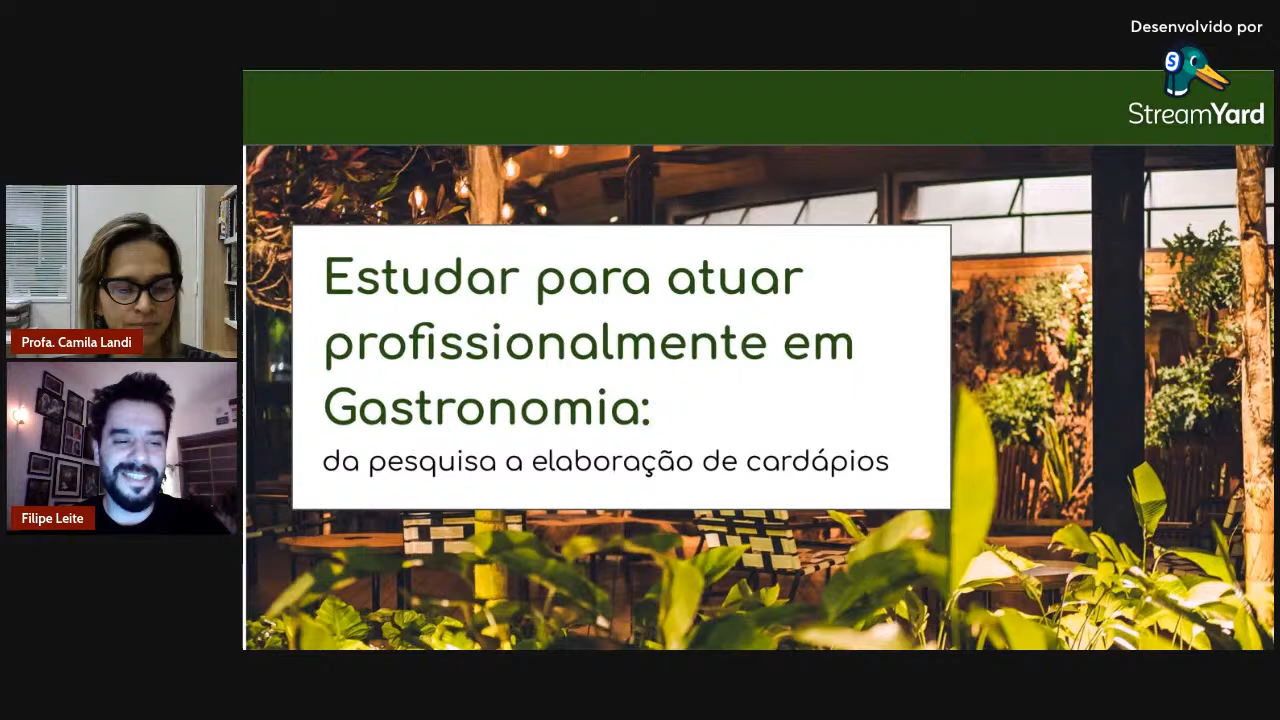 Desenvolvido por
S
StreamYard
Estudar para atuar
profissionalmente em
Gastronomia:
da pesquisa a elaboração de cardápios
Profa. Camila Landi
Filipe Leite